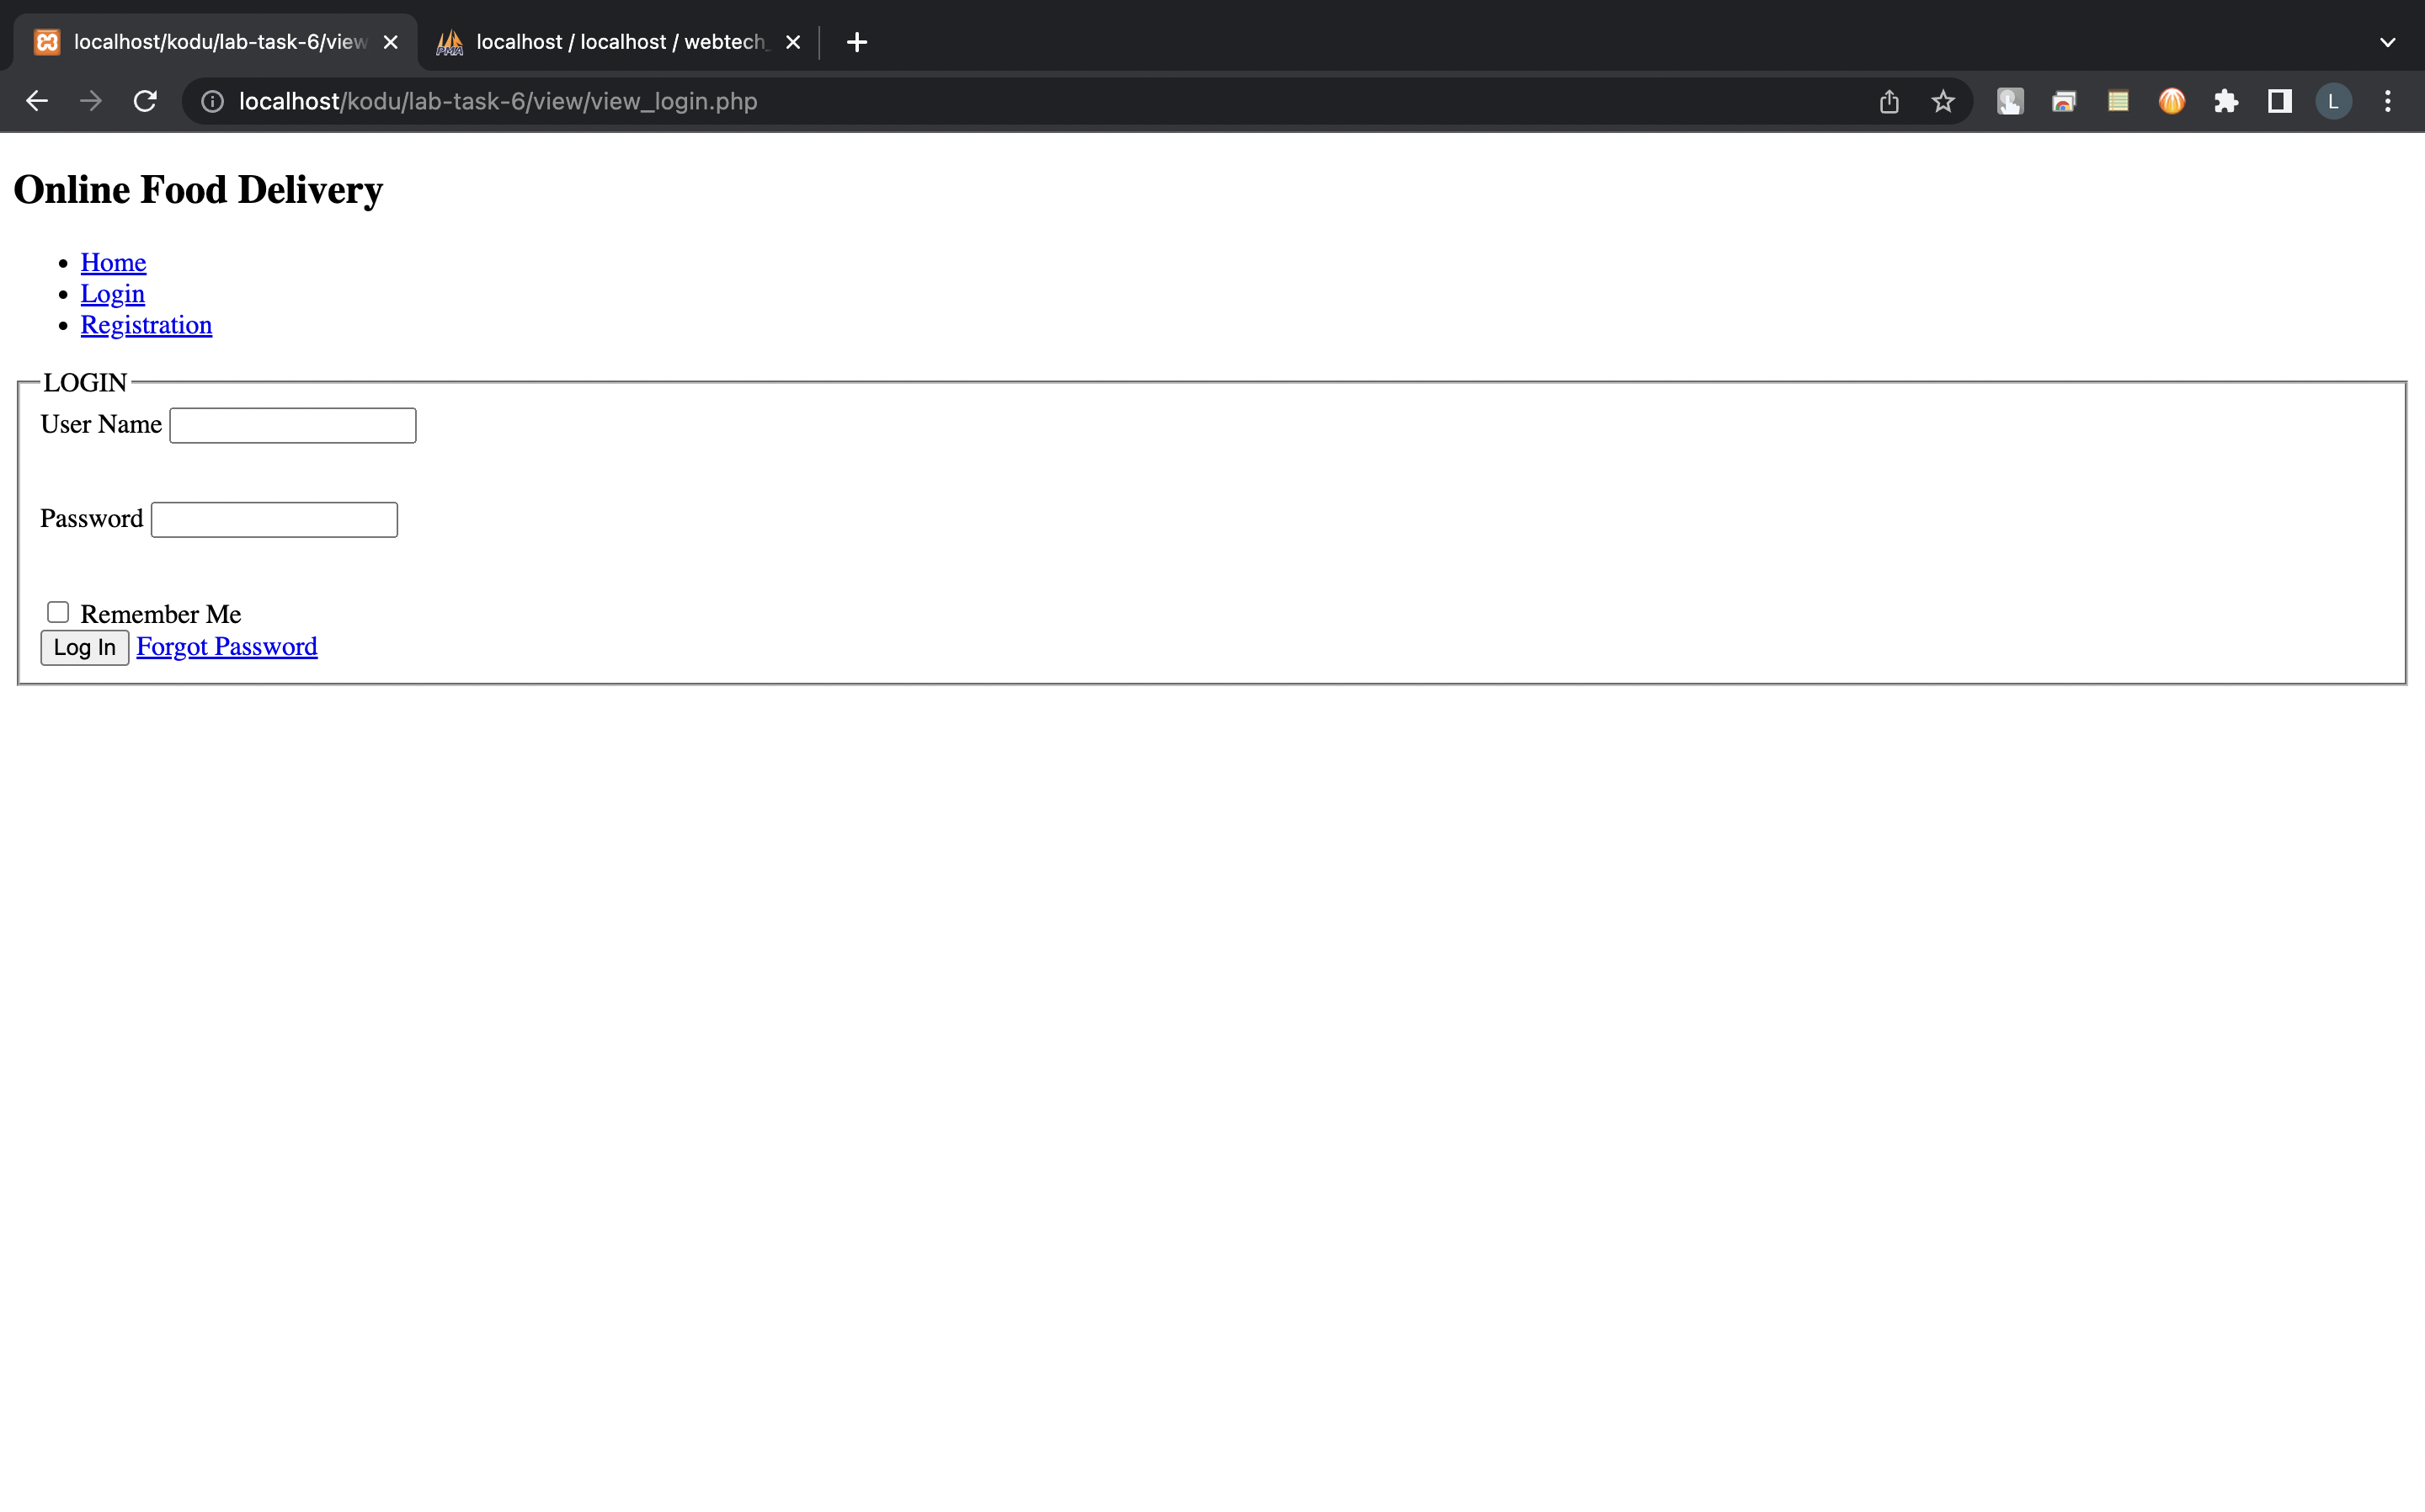 localhost/kodu/lab-task-6/view
localhost / localhost / webtech_
localhost/kodu/lab-task-6/view/view_login.php
L
Online Food Delivery
Home
Login
Registration
LOGIN
User Name
Password
Remember Me
Log In Forgot Password